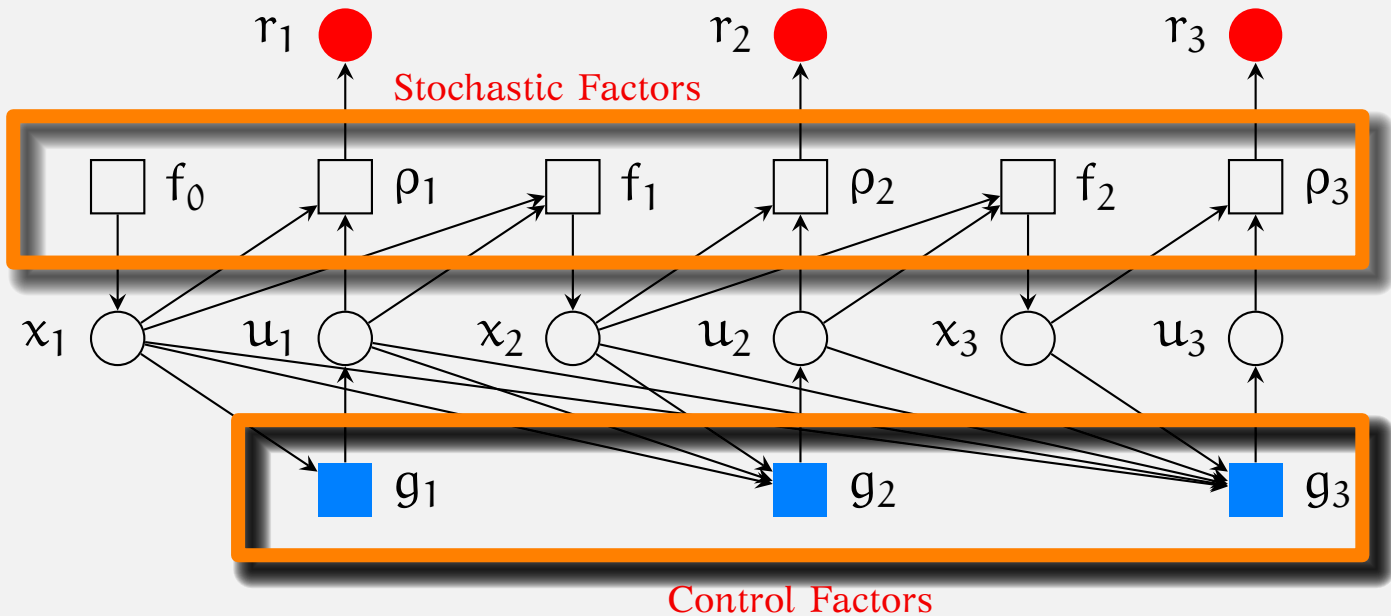 r₁ r₂ r₃
Stochastic Factors
f₀ ρ₁ f₁ ρ₂ f₂ ρ₃
x₁ u₁ x₂ u₂ x₃ u₃
g₁ g₂ g₃
Control Factors